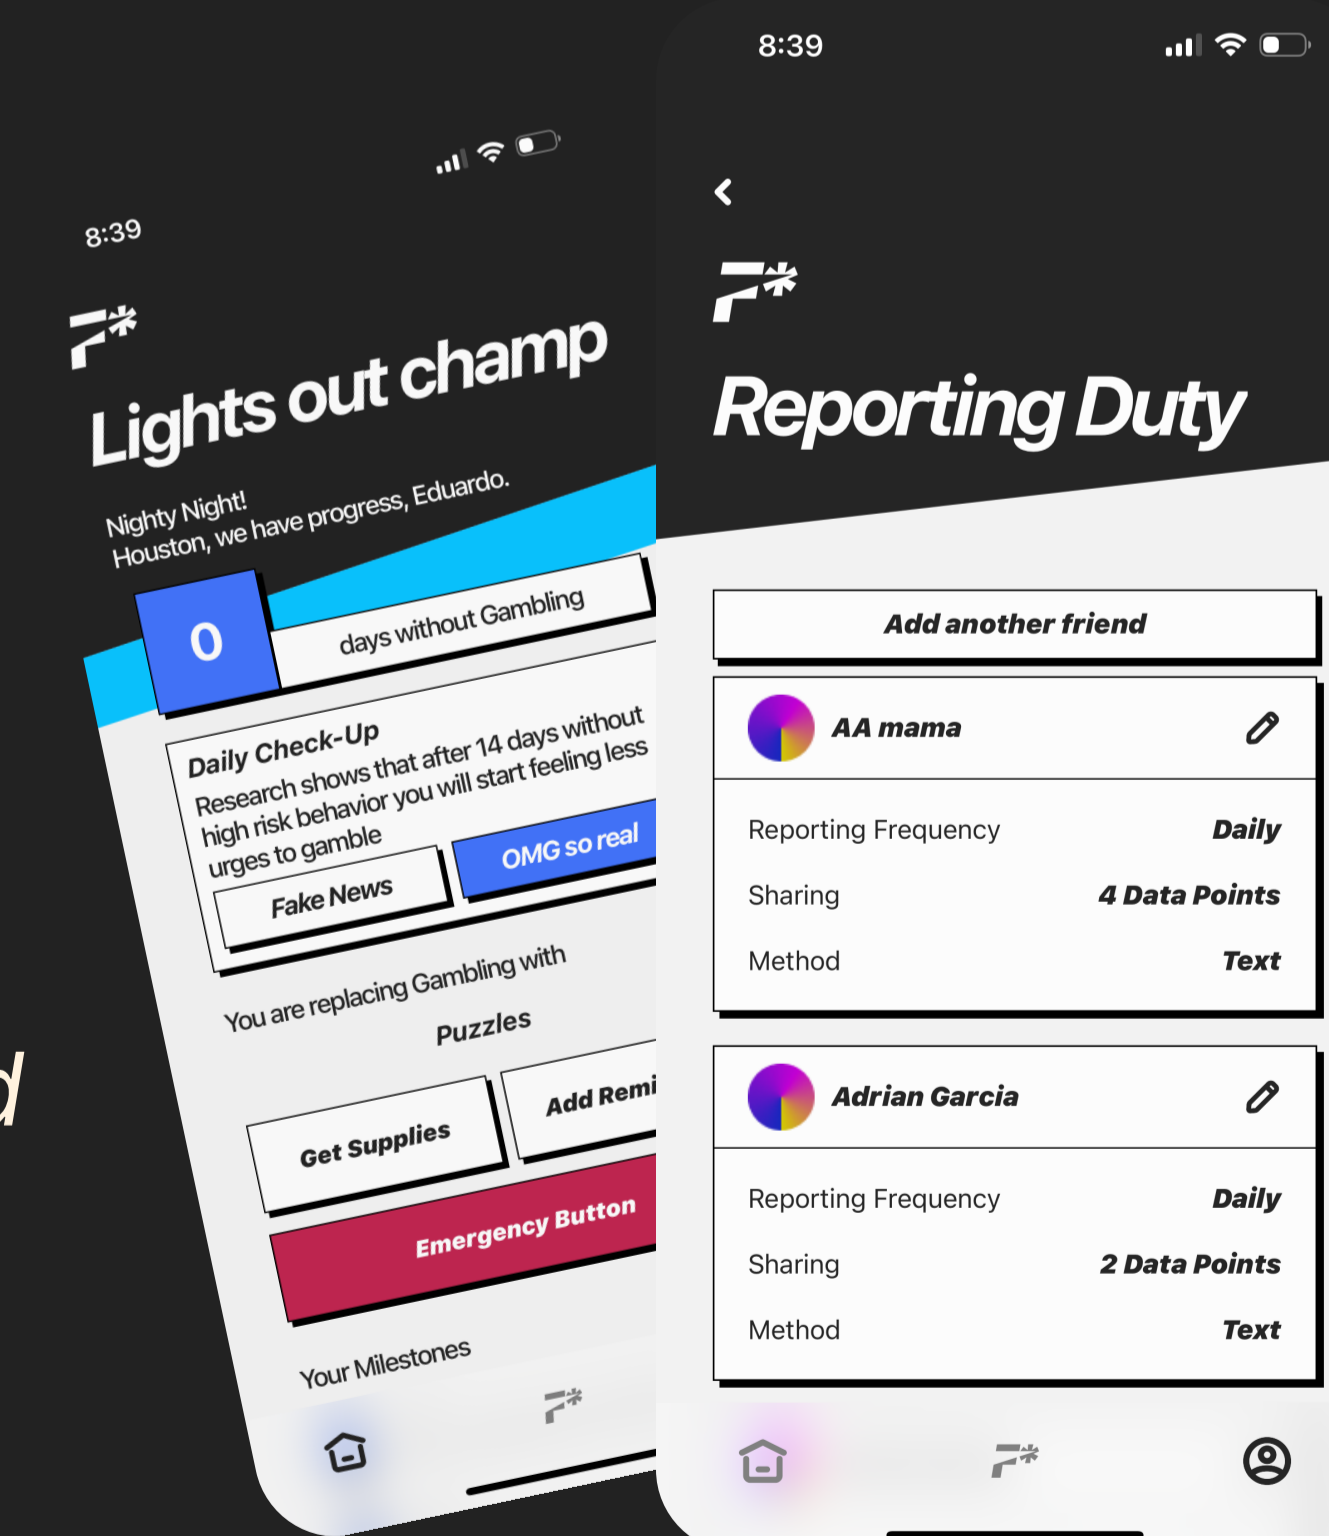 8:39
F*
Lights out champ
Nighty Night!
Houston, we have progress, Eduardo.
0
days without Gambling
Daily Check-Up
Research shows that after 14 days without
high risk behavior you will start feeling less
urges to gamble
Fake News
OMG so real
You are replacing Gambling with
Puzzles
Get Supplies
Add Remi
Emergency Button
Your Milestones
F*
d
8:39
F*
Reporting Duty
Add another friend
AA mama
Reporting Frequency Daily
Sharing 4 Data Points
Method Text
Adrian Garcia
Reporting Frequency Daily
Sharing 2 Data Points
Method Text
F*